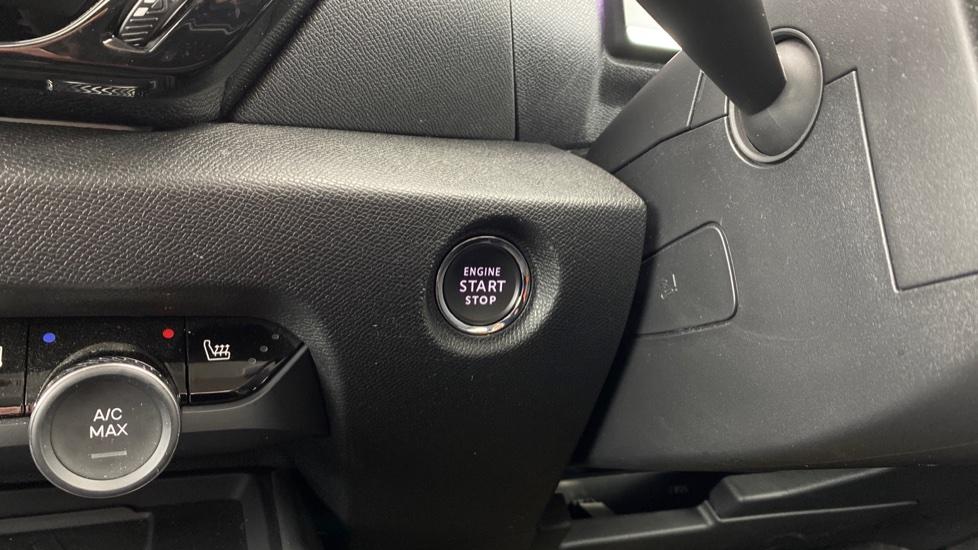 ENGINE
START
STOP
A/C
MAX